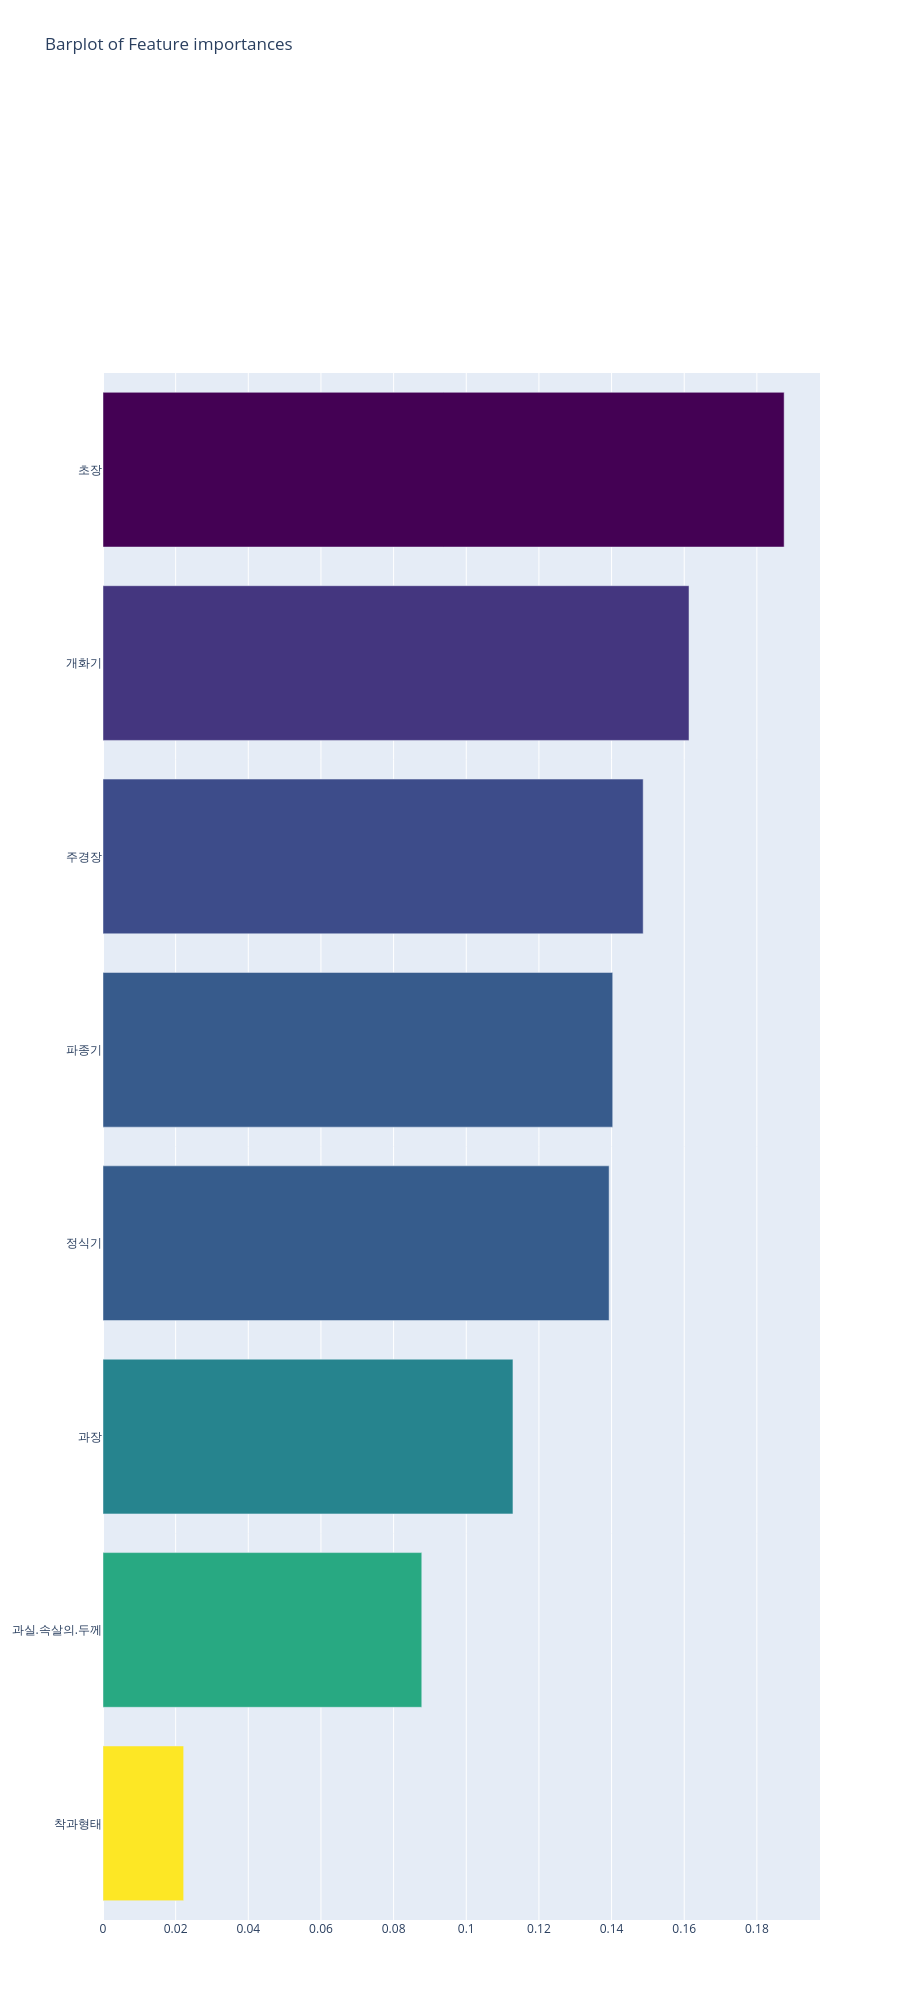 Barplot of Feature importances
초장
개화기
주경장
파종기
정식기
과장
과실.속살의.두께
착과형태
0 0.02 0.04 0.06 0.08 0.1 0.12 0.14 0.16 0.18